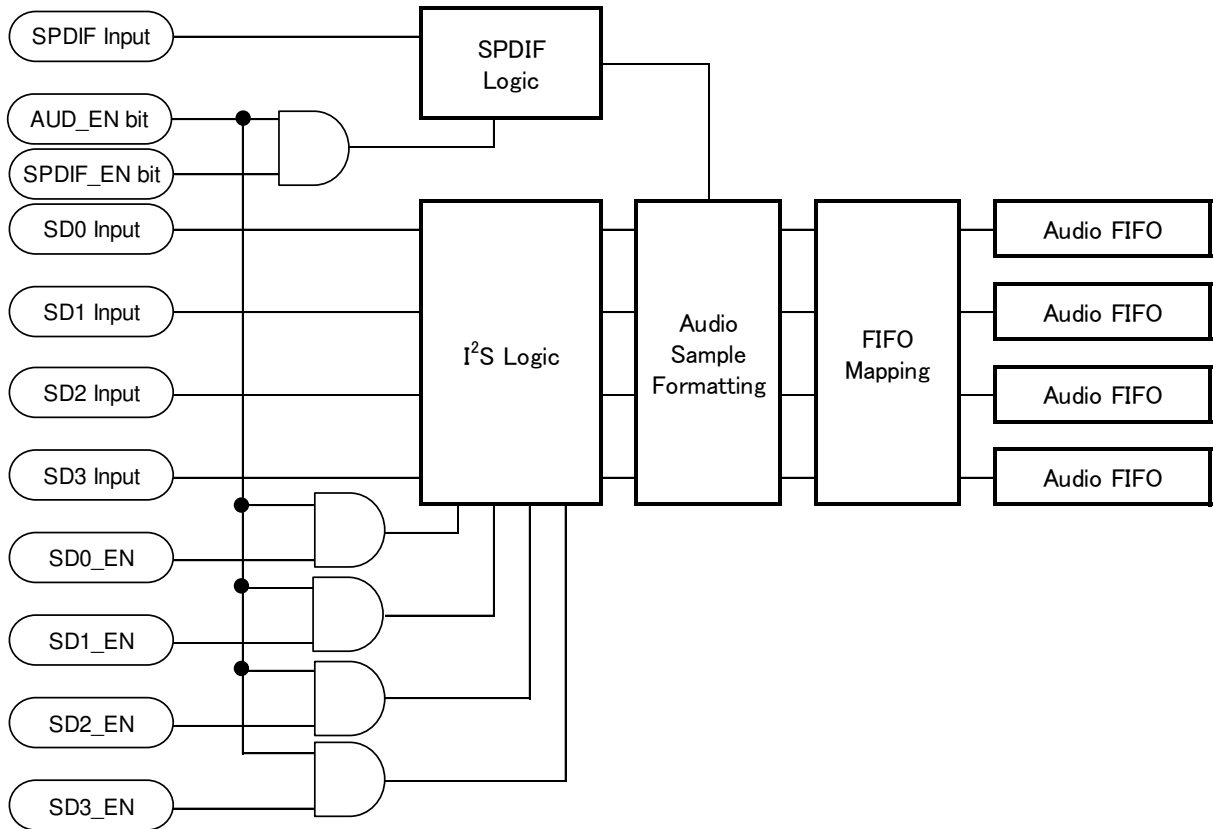 SPDIF Input
SPDIF
Logic
AUD_EN bit
SPDIF_EN bit
SD0 Input
SD1 Input
SD2 Input
SD3 Input
I²S Logic
Audio
Sample
Formatting
FIFO
Mapping
Audio FIFO
Audio FIFO
Audio FIFO
Audio FIFO
SD0_EN
SD1_EN
SD2_EN
SD3_EN